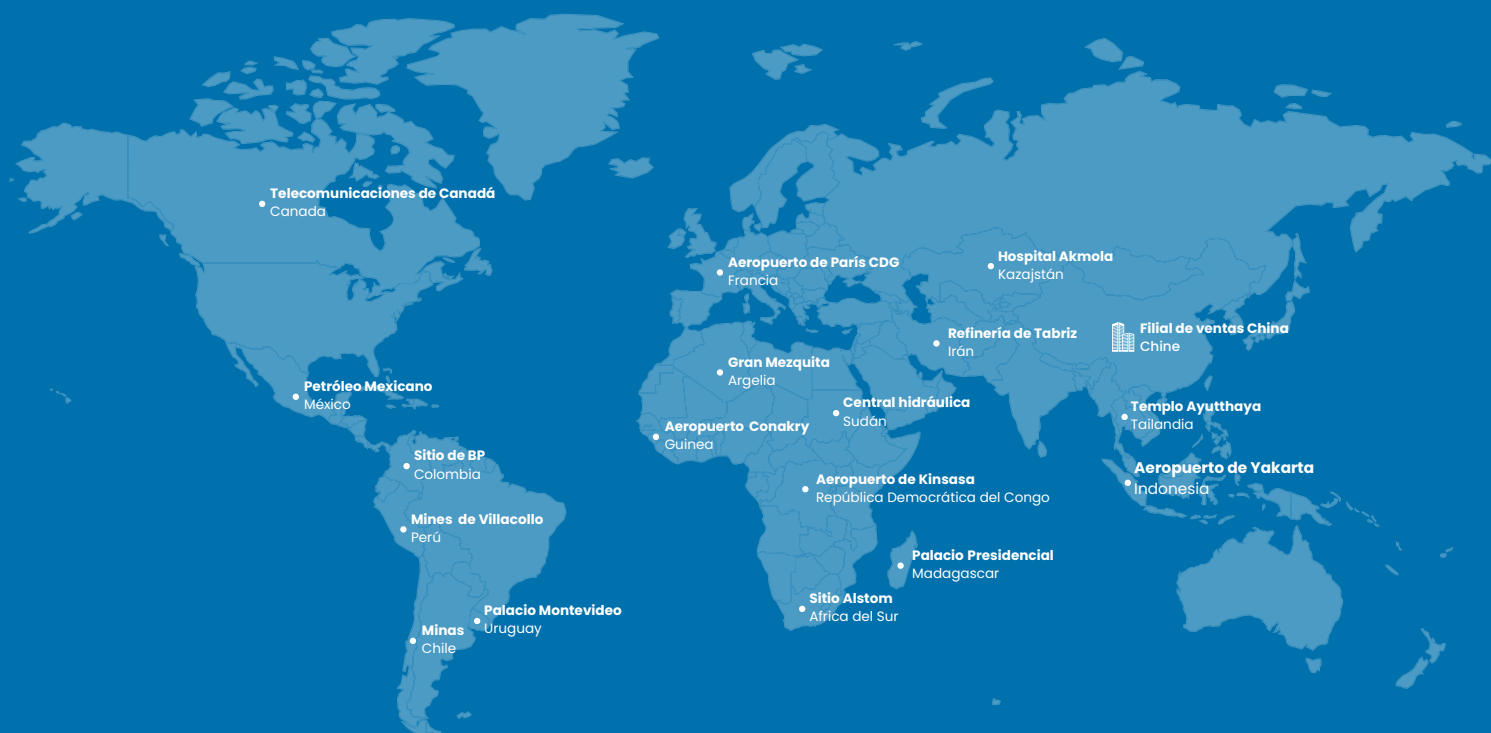 Telecomunicaciones de Canadá
Canada
Aeropuerto de París CDG
Francia
Hospital Akmola
Kazajstán
Filial de ventas China
Chine
Refinería de Tabriz
Irán
Gran Mezquita
Argelia
Petróleo Mexicano
México
Central hidráulica
Sudán
Templo Ayutthaya
Tailandia
Aeropuerto Conakry
Guinea
Sitio de BP
Colombia
Aeropuerto de Yakarta
Indonesia
Aeropuerto de Kinsasa
República Democrática del Congo
Mines de Villacollo
Perú
Palacio Presidencial
Madagascar
Sitio Alstom
Africa del Sur
Palacio Montevideo
Uruguay
Minas
Chile